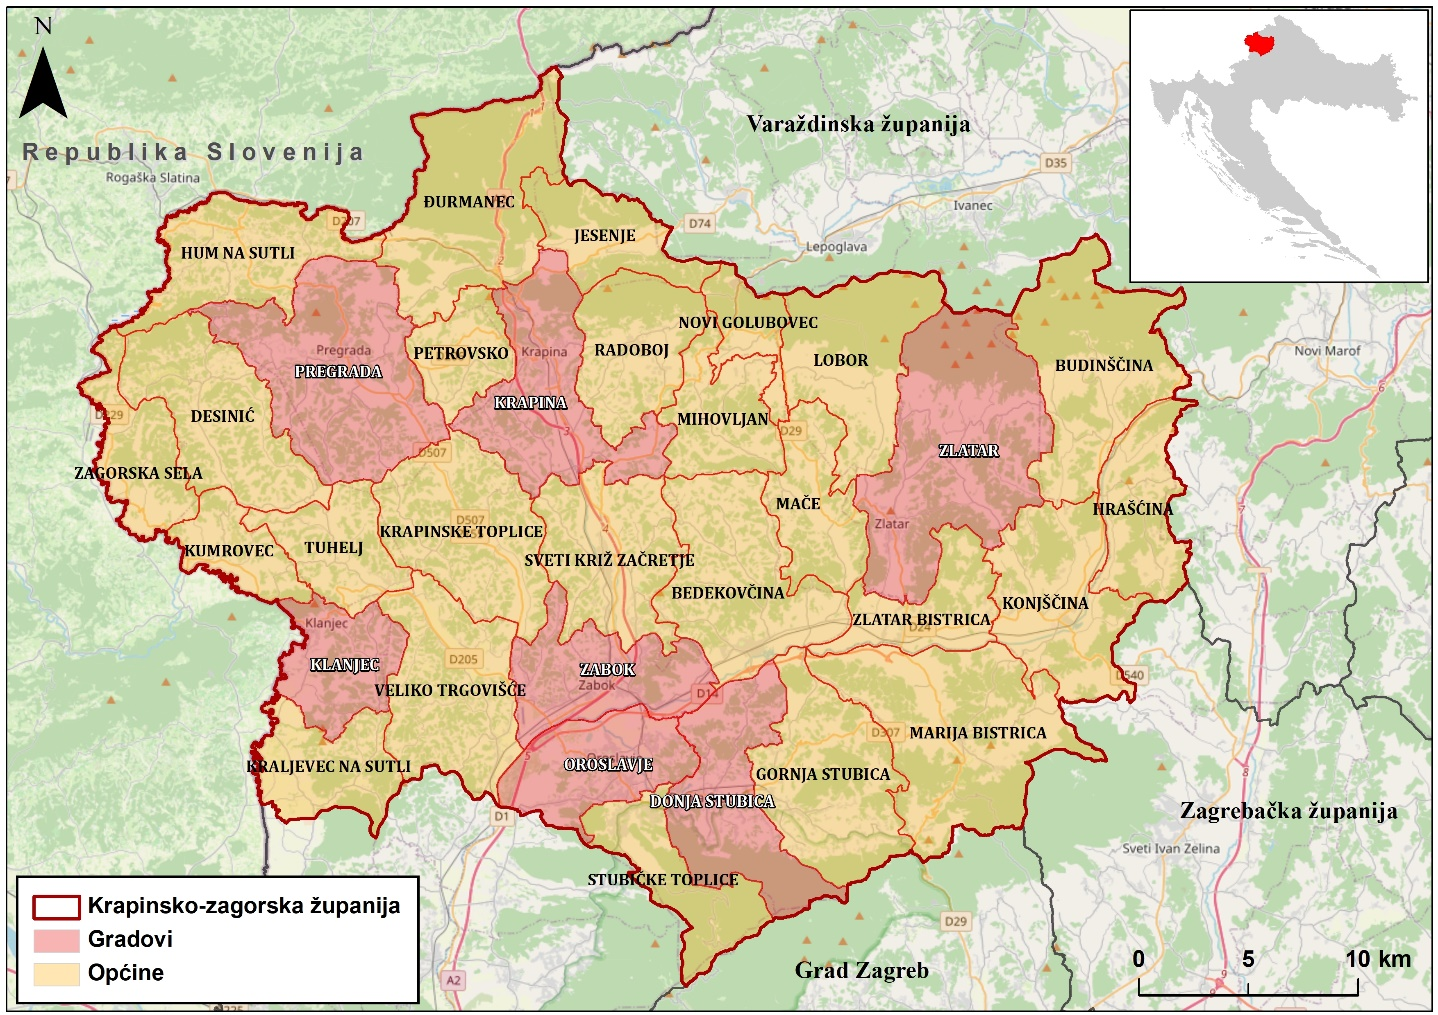 N
Varaždinska županija
Republika Slovenija
Rogaška Slatina
D35
Ivanec
ĐURMANEC
D207
D74
JESENJE
Lepoglava
HUM NA SUTLI
NOVI GOLUBOVEC
Pregrada
PREGRADA
PETROVSKO
Krapina
RADOBOJ
LOBOR
BUDINŠČINA
Novi Marof
KRAPINA
DESINIĆ
MIHOVLJAN
D29
ZLATAR
D507
ZAGORSKA SELA
MAČE
HRAŠĆINA
D507
Zlatar
KRAPINSKE TOPLICE
KUMROVEC
TUHELJ
SVETI KRIŽ ZAČRETJE
BEDEKOVČINA
KONJŠČINA
Klanjec
ZLATAR BISTRICA
D24
KLANJEC
D205
ZABOK
Zabok
D540
VELIKO TRGOVIŠĆE
D14
D307
MARIJA BISTRICA
KRALJEVEC NA SUTLI
Oroslavje
OROSLAVJE
GORNJA STUBICA
DONJA STUBICA
D1
Zagrebačka županija
Sveti Ivan Zelina
STUBIČKE TOPLICE
D29
Grad Zagreb
A2
Krapinsko-zagorska županija
Gradovi
Općine
0 5 10 km